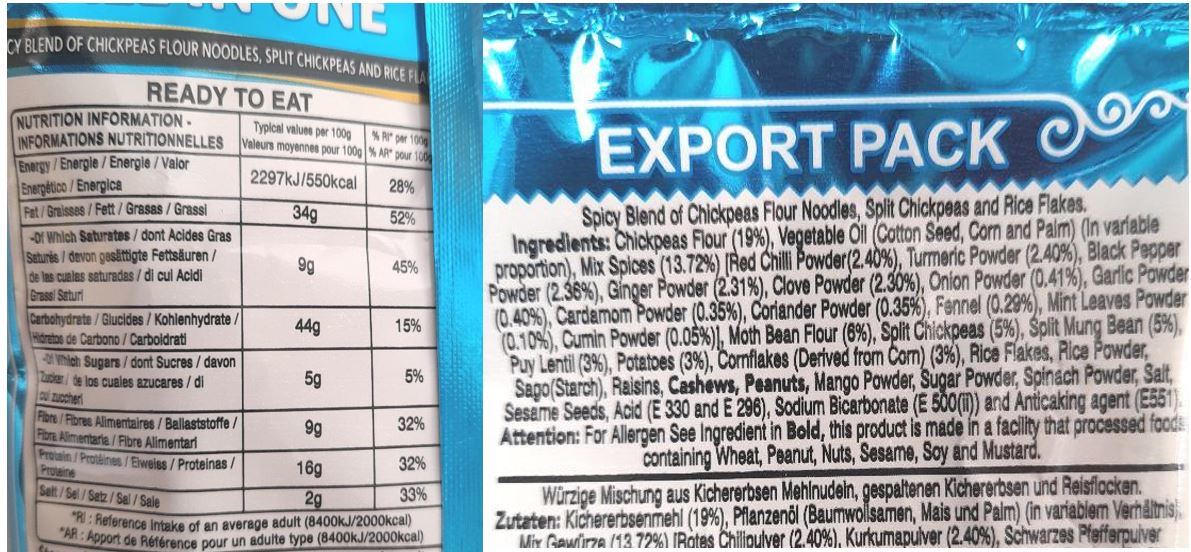 IN ONE
CY BLEND OF CHICKPEAS FLOUR NOODLES, SPLIT CHICKPEAS AND RICE FLA
READY TO EAT
NUTRITION INFORMATION - INFORMATIONS NUTRITIONNELLES
Typical values per 100g Valeurs moyennes pour 100g
% RI* per 100g % AR* pour 100g
Energy / Energie / Energie / Valor Energético / Energica 2297kJ/550kcal 28%
Fat / Graisses / Fett / Grasas / Grassi 34g 52%
-Of Which Saturates / dont Acides Gras
Saturés / davon gesättigte Fettsäuren /
de las cuales saturadas / di cui Acidi
Grassi Saturi 9g 45%
Carbohydrate / Glucides / Kohlenhydrate /
Hidratos de Carbono / Carboidrati 44g 15%
-Of Which Sugars / dont Sucres / davon
Zucker / de los cuales azucares / di
cui zuccheri 5g 5%
Fibre / Fibres Alimentaires / Ballaststoffe /
Fibra Alimentaria / Fibre Alimentari 9g 32%
Protein / Protéines / Eiweiss / Proteinas /
Proteine 16g 32%
Salt / Sel / Satz / Sal / Sale 2g 33%
*RI : Reference Intake of an average adult (8400kJ/2000kcal)
*AR : Apport de Référence pour un adulte type (8400kJ/2000kcal)
EXPORT PACK
Spicy Blend of Chickpeas Flour Noodles, Split Chickpeas and Rice Flakes.
Ingredients: Chickpeas Flour (19%), Vegetable Oil (Cotton Seed, Corn and Palm) (In variable
proportion), Mix Spices (13.72%) [Red Chilli Powder(2.40%), Turmeric Powder (2.40%), Black Pepper
Powder (2.36%), Ginger Powder (2.31%), Clove Powder (2.30%), Onion Powder (0.41%), Garlic Powder
(0.40%), Cardamom Powder (0.35%), Coriander Powder (0.35%), Fennel (0.29%), Mint Leaves Powder
(0.10%), Cumin Powder (0.05%)], Moth Bean Flour (6%), Split Chickpeas (5%), Split Mung Bean (5%),
Puy Lentil (3%), Potatoes (3%), Cornflakes (Derived from Corn) (3%), Rice Flakes, Rice Powder,
Sago(Starch), Raisins, Cashews, Peanuts, Mango Powder, Sugar Powder, Spinach Powder, Salt,
Sesame Seeds, Acid (E 330 and E 296), Sodium Bicarbonate (E 500(ii)) and Anticaking agent (E551).
Attention: For Allergen See Ingredient in Bold, this product is made in a facility that processed foods
containing Wheat, Peanut, Nuts, Sesame, Soy and Mustard.
Würzige Mischung aus Kichererbsen Mehlnudeln, gespaltenen Kichererbsen und Reisflocken.
Zutaten: Kichererbsenmehl (19%), Pflanzenöl (Baumwollsamen, Mais und Palm) (in variablem Verhältnis),
Mix Gewürze (13.72%) [Rotes Chilipulver (2.40%), Kurkumapulver (2.40%), Schwarzes Pfefferpulver